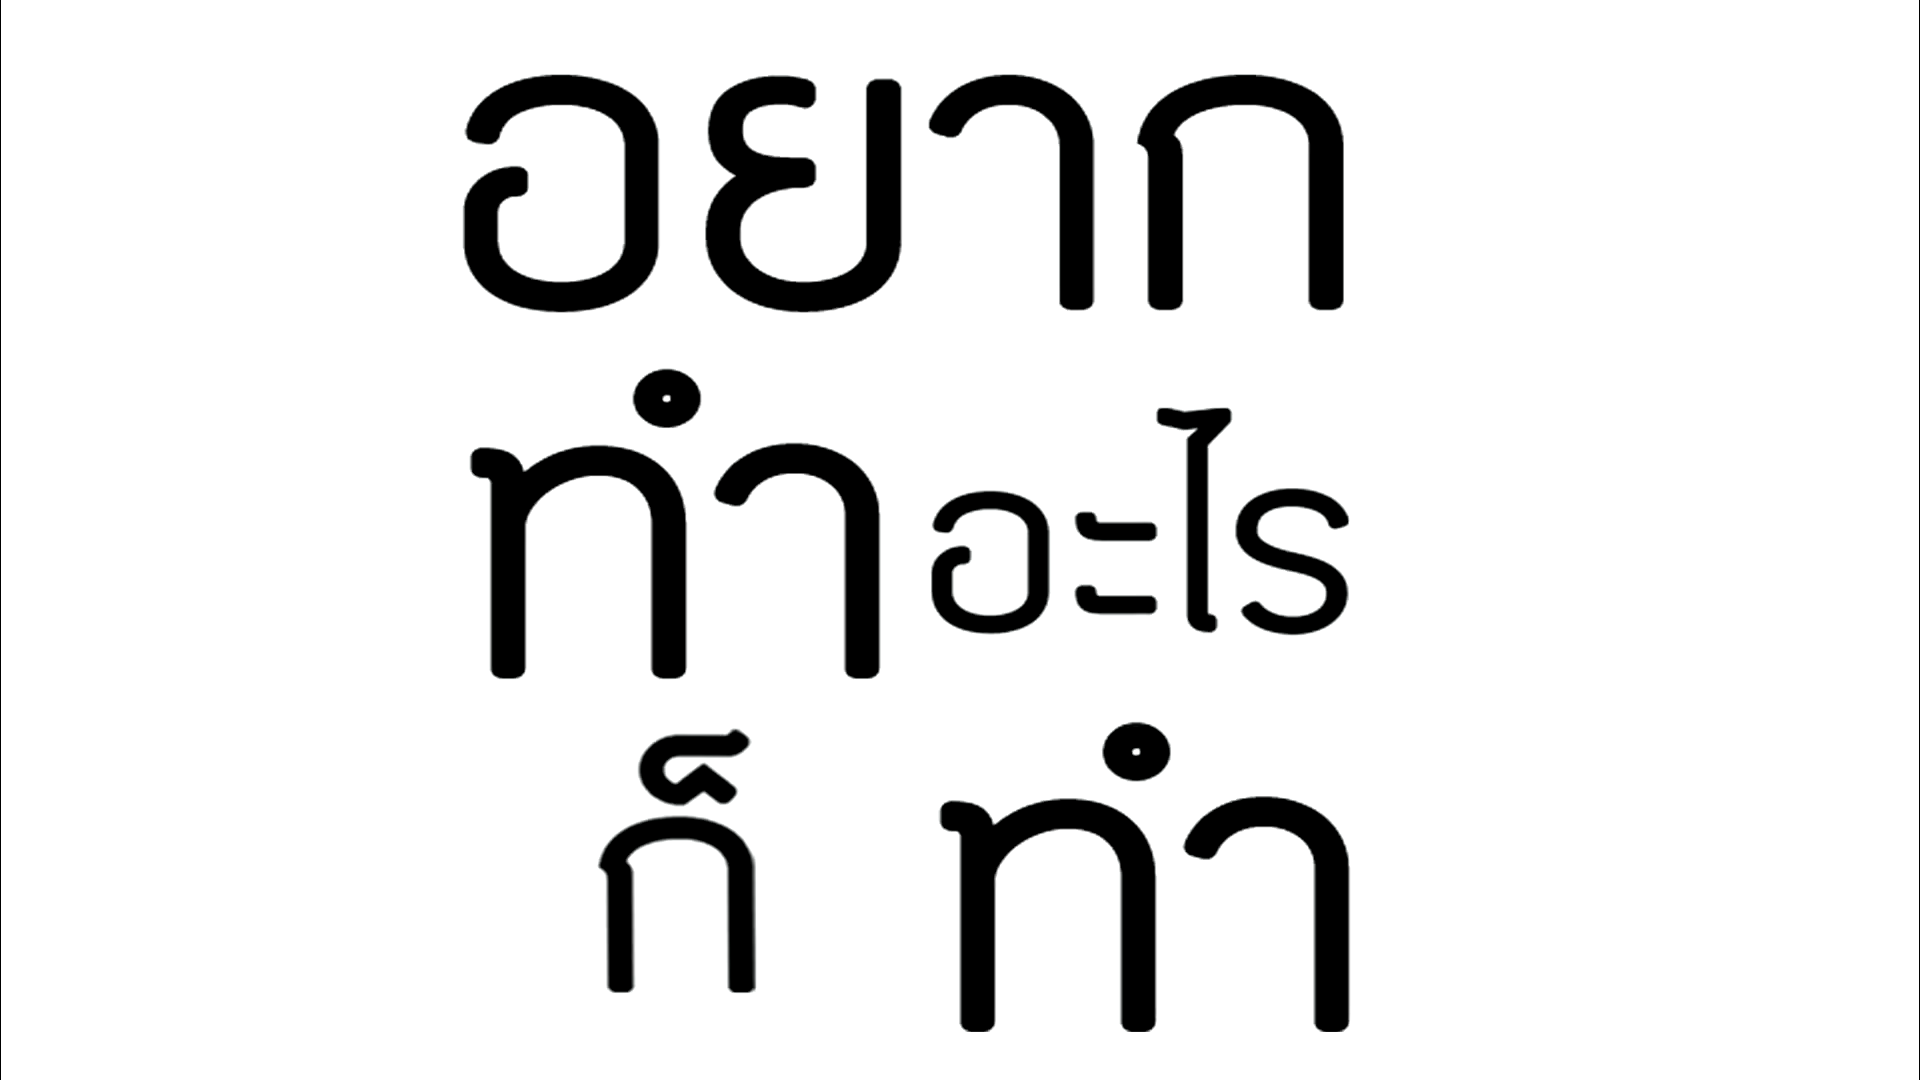 อยาก
ทำอะไร
ก็ ทำ